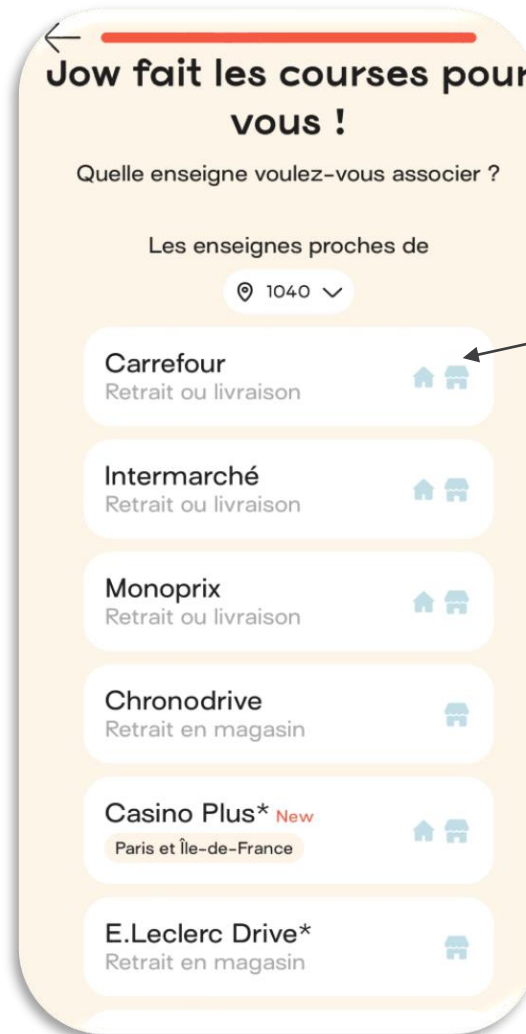 Jow fait les courses pour
vous !
Quelle enseigne voulez-vous associer ?
Les enseignes proches de
1040
Carrefour
Retrait ou livraison
Intermarché
Retrait ou livraison
Monoprix
Retrait ou livraison
Chronodrive
Retrait en magasin
Casino Plus* New
Paris et Île-de-France
E.Leclerc Drive*
Retrait en magasin